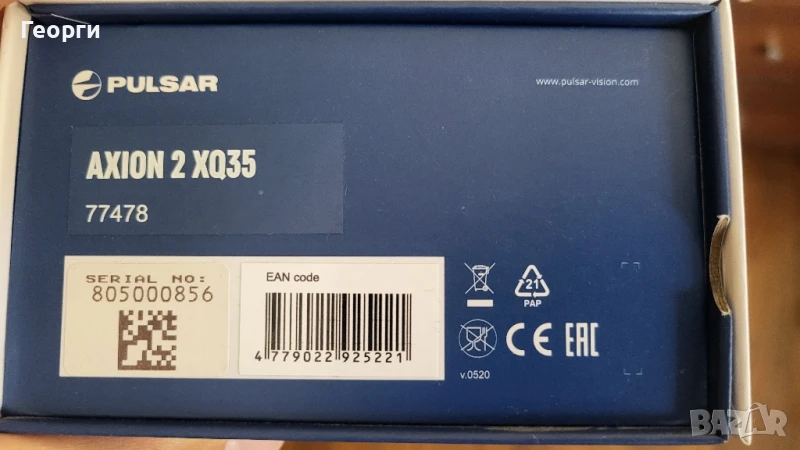 Георги
PULSAR
www.pulsar-vision.com
AXION 2 XQ35
77478
SERIAL NO:
805000856
EAN code
4 779022 925221
21
PAP
CE EAC
v.0520
BAZAR